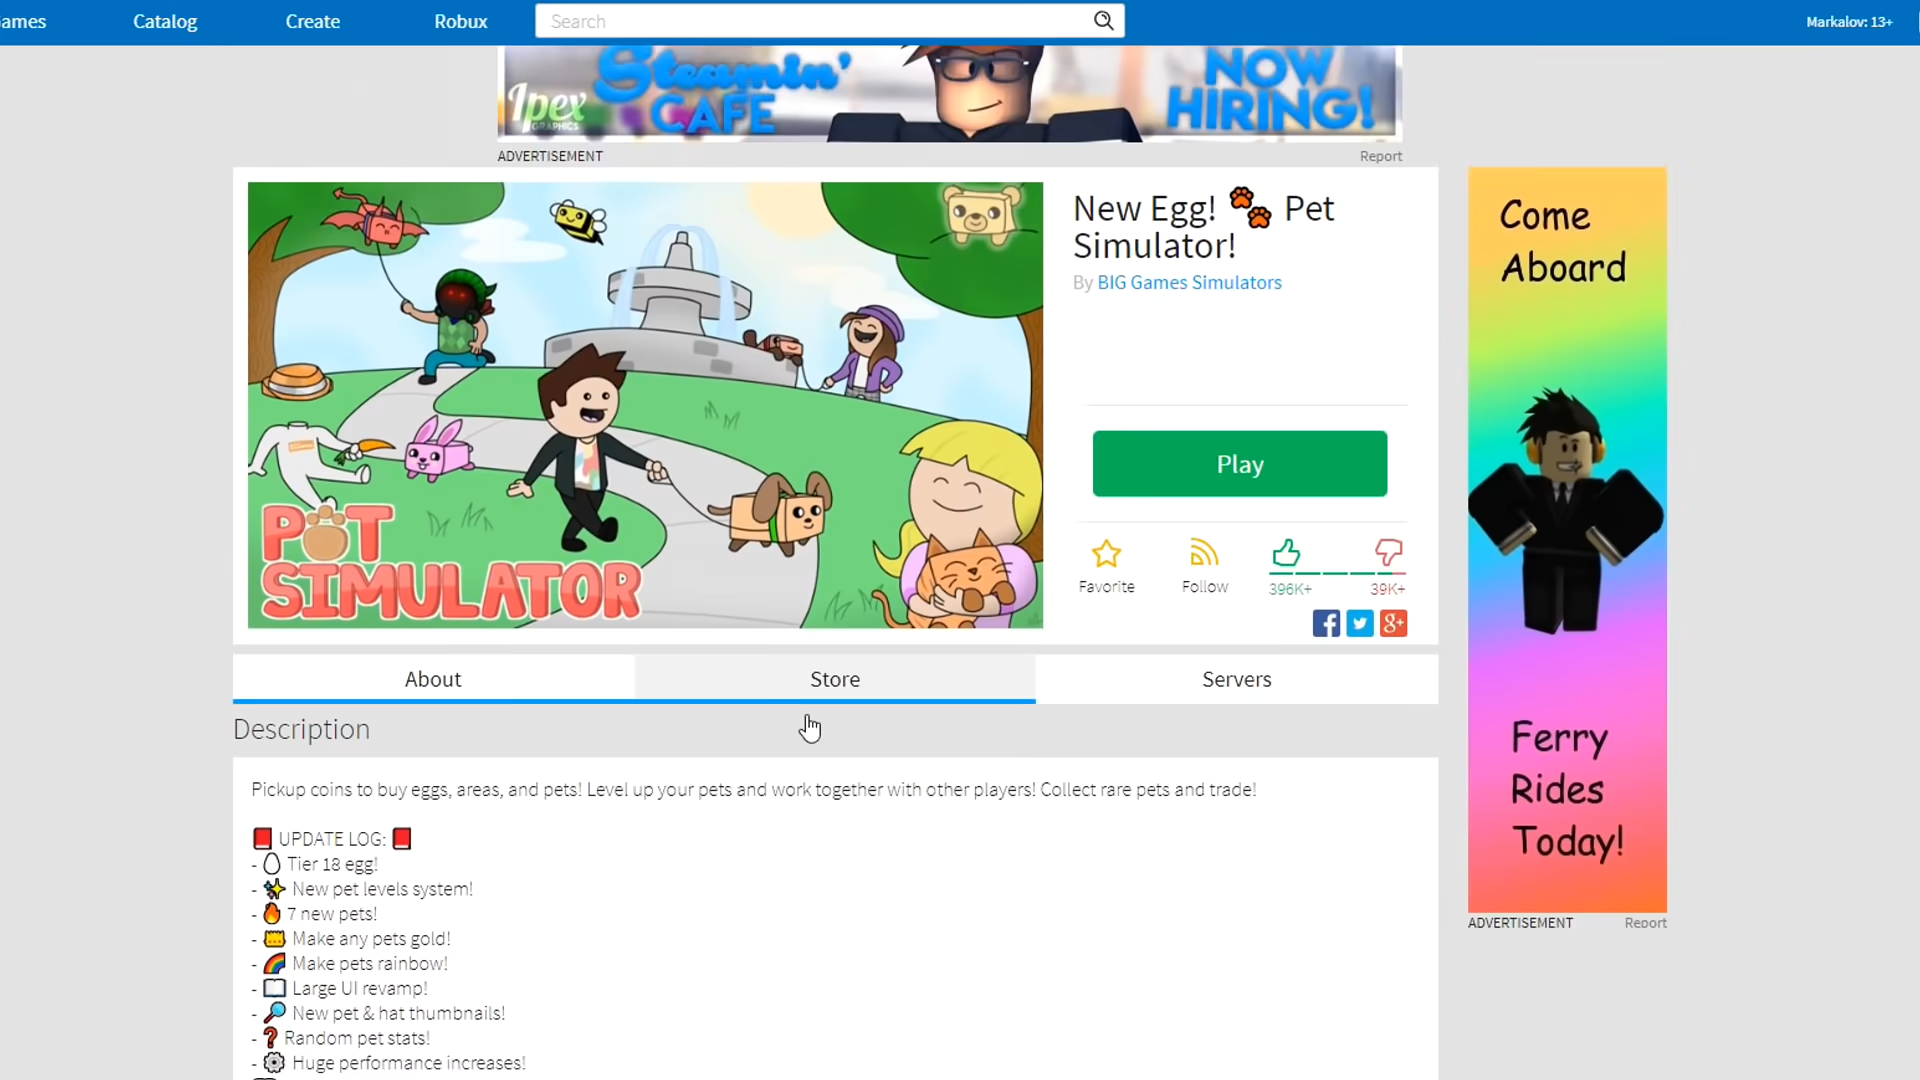 ames Catalog Create Robux Search Markalov: 13+
Steamin'
CAFE
Ipex
GRAPHICS
NOW
HIRING!
ADVERTISEMENT Report
New Egg! 🐾 Pet
Simulator!
By BIG Games Simulators
Play
Favorite Follow 396K+ 39K+
PET
SIMULATOR
About Store Servers
Description
Pickup coins to buy eggs, areas, and pets! Level up your pets and work together with other players! Collect rare pets and trade!
📕 UPDATE LOG: 📕
- 🥚 Tier 18 egg!
- ✨ New pet levels system!
- 🔥 7 new pets!
- 🎫 Make any pets gold!
- 🌈 Make pets rainbow!
- 📖 Large UI revamp!
- 🔎 New pet & hat thumbnails!
- ❓ Random pet stats!
- ⚙️ Huge performance increases!
Come
Aboard
Ferry
Rides
Today!
ADVERTISEMENT Report